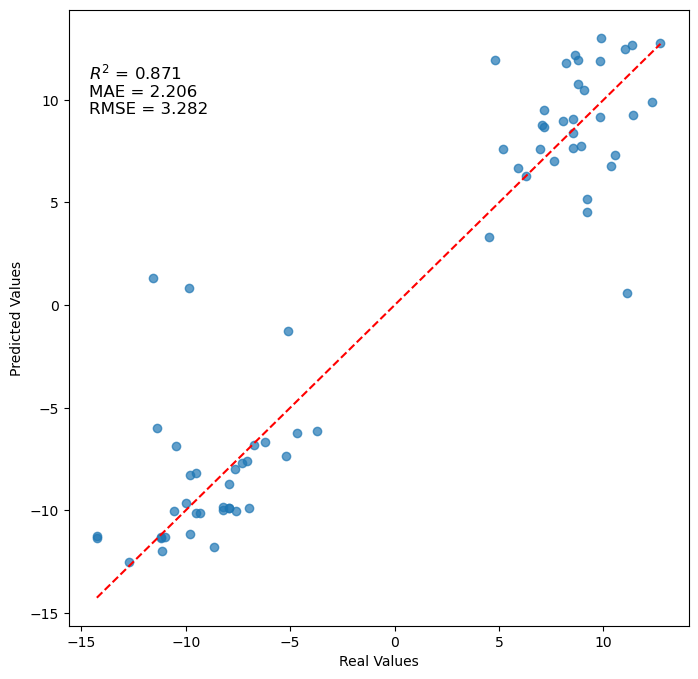 R² = 0.871
MAE = 2.206
RMSE = 3.282
Predicted Values
10
5
0
−5
−10
−15
−15 −10 −5 0 5 10
Real Values